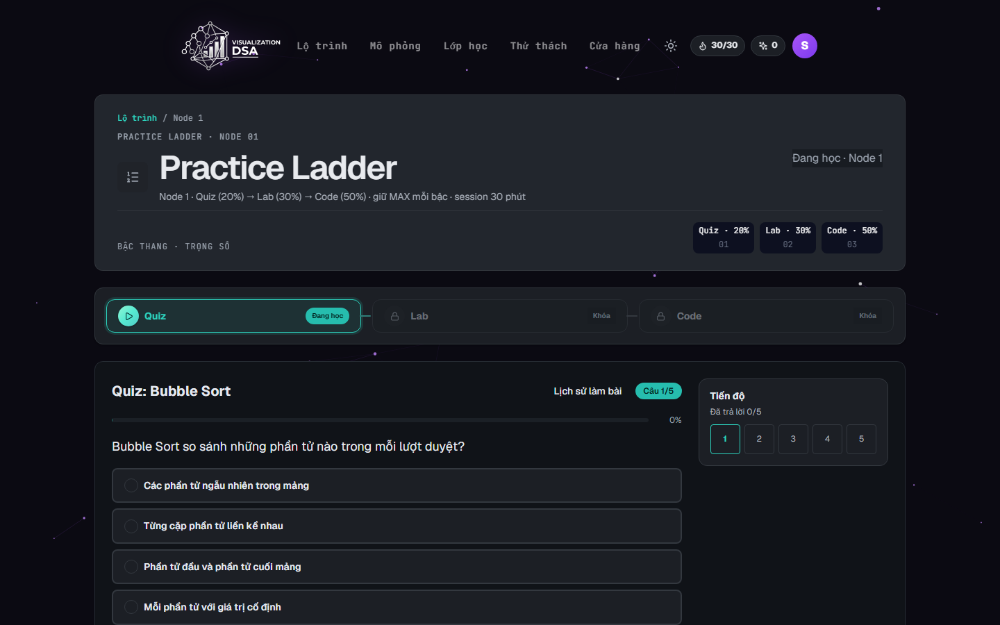 VISUALIZATION
DSA
Lộ trình
Mô phỏng
Lớp học
Thử thách
Cửa hàng
30/30
0
S
Lộ trình / Node 1
PRACTICE LADDER · NODE 01
Practice Ladder
Đang học · Node 1
Node 1 · Quiz (20%) → Lab (30%) → Code (50%) · giữ MAX mỗi bậc · session 30 phút
BẬC THANG · TRỌNG SỐ
Quiz · 20%
01
Lab · 30%
02
Code · 50%
03
Quiz
Đang học
Lab
Khóa
Code
Khóa
Quiz: Bubble Sort
Lịch sử làm bài
Câu 1/5
0%
Bubble Sort so sánh những phần tử nào trong mỗi lượt duyệt?
Các phần tử ngẫu nhiên trong mảng
Từng cặp phần tử liền kề nhau
Phần tử đầu và phần tử cuối mảng
Mỗi phần tử với giá trị cố định
Tiến độ
Đã trả lời 0/5
1
2
3
4
5